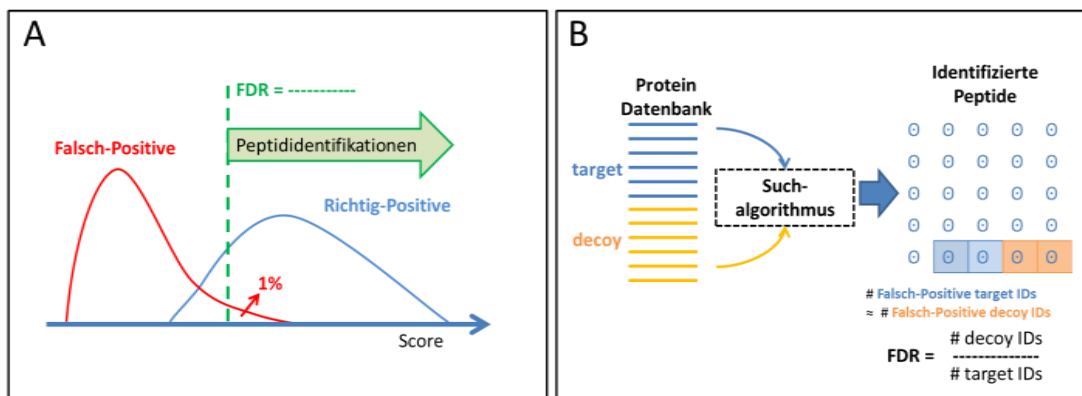 A
FDR = -----------
Peptididentifikationen
Falsch-Positive
Richtig-Positive
1%
Score
B
Protein
Datenbank
target
decoy
Such-
algorithmus
Identifizierte
Peptide
# Falsch-Positive target IDs
≈ # Falsch-Positive decoy IDs
# decoy IDs
FDR = --------------
# target IDs